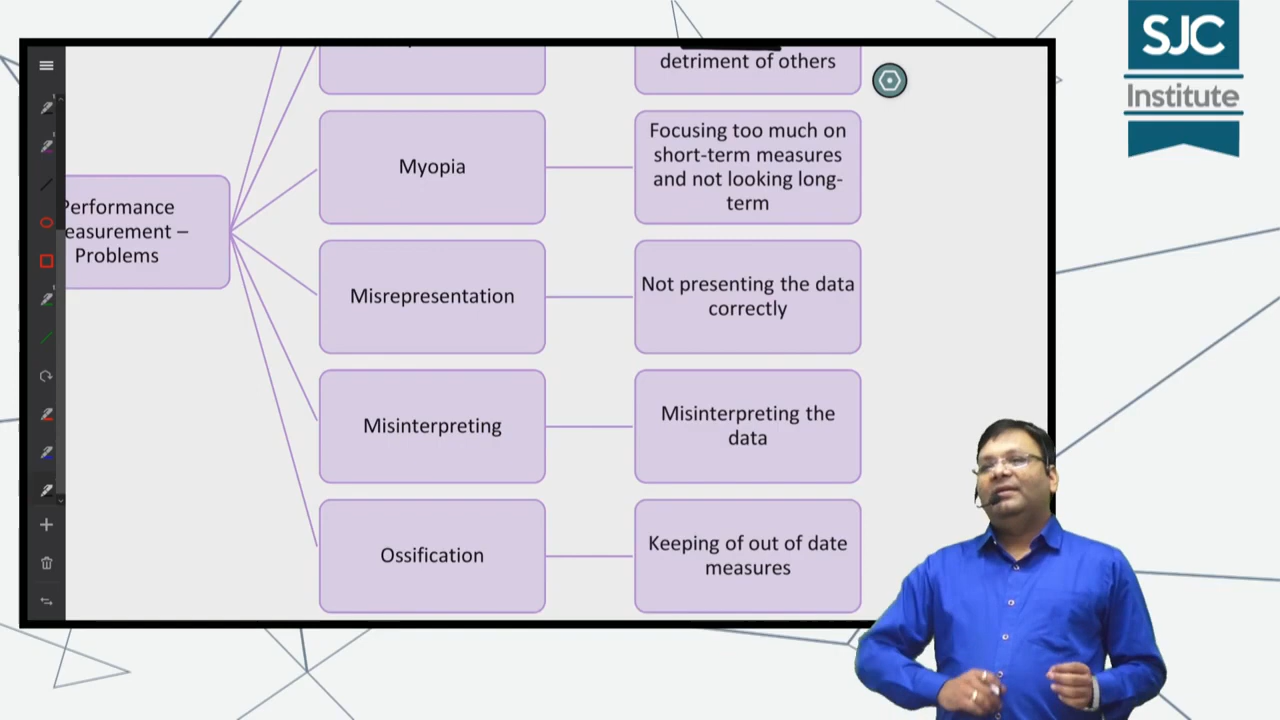 detriment of others
Myopia
Focusing too much on
short-term measures
and not looking long-
term
Performance
easurement –
Problems
Misrepresentation
Not presenting the data
correctly
Misinterpreting
Misinterpreting the
data
Ossification
Keeping of out of date
measures
SJC
Institute